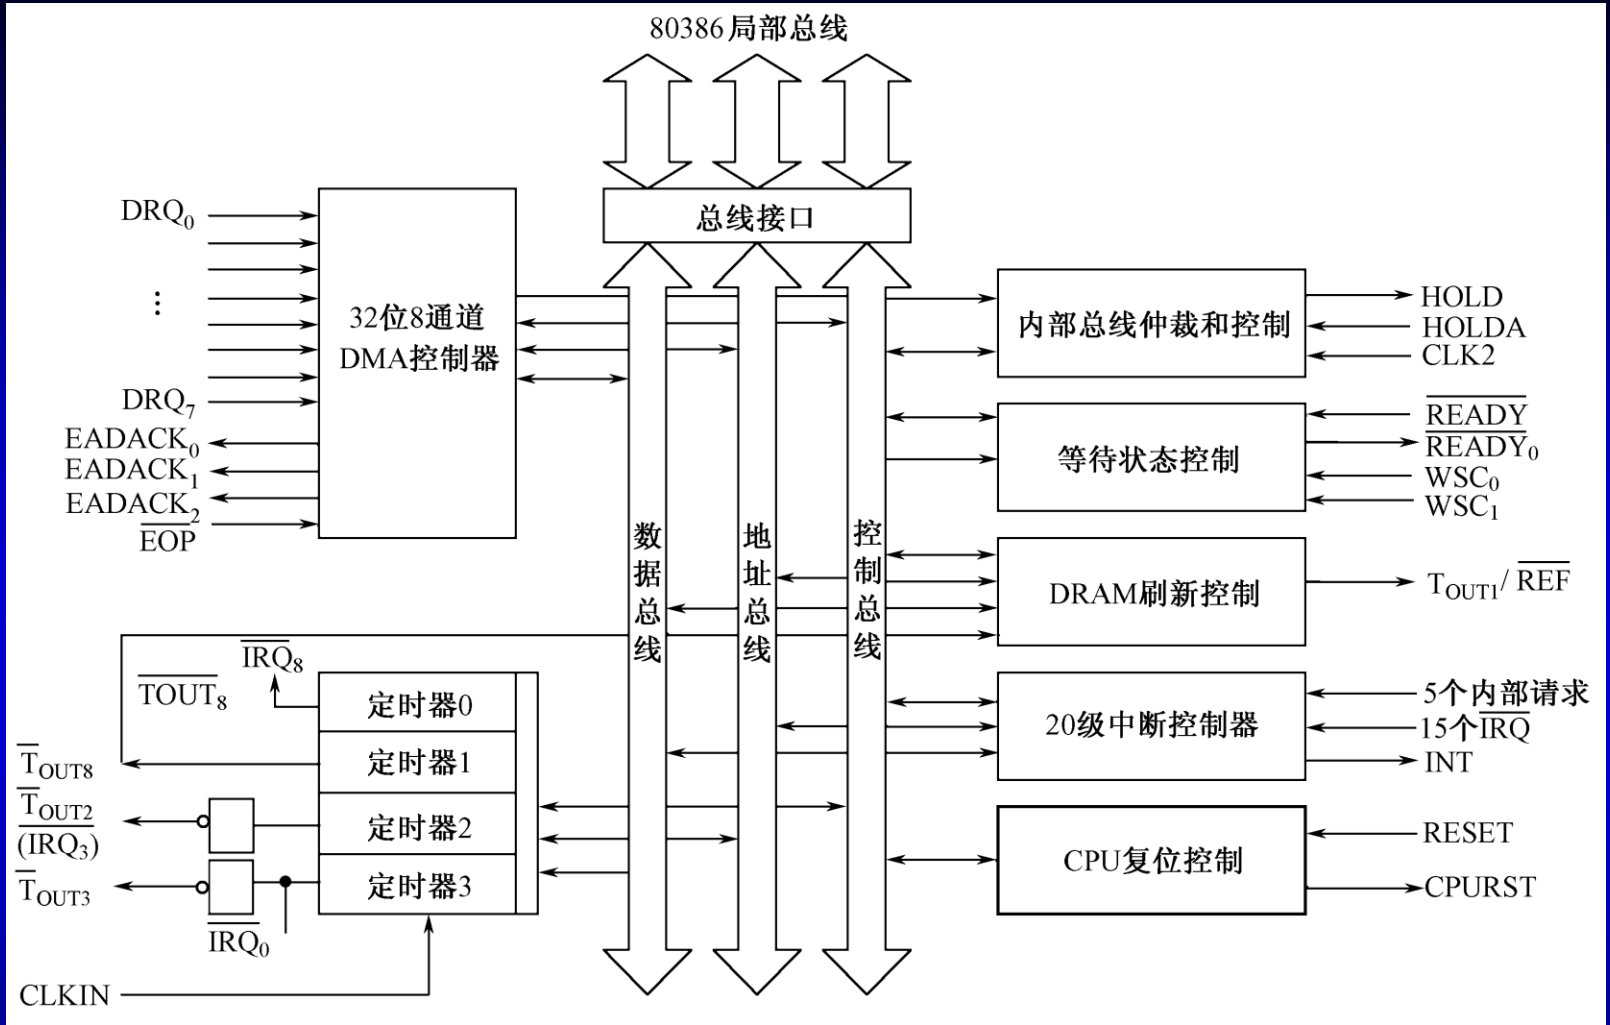 80386局部总线
总线接口
DRQ0
⋮
DRQ7
EADACK0
EADACK1
EADACK2
EOP
32位8通道
DMA控制器
内部总线仲裁和控制
HOLD
HOLDA
CLK2
等待状态控制
READY
READY0
WSC0
WSC1
数据总线
地址总线
控制总线
DRAM刷新控制
TOUT1/ REF
IRQ8
TOUT8
定时器0
定时器1
定时器2
定时器3
TOUT8
TOUT2
(IRQ3)
TOUT3
IRQ0
CLKIN
20级中断控制器
5个内部请求
15个IRQ
INT
CPU复位控制
RESET
CPURST